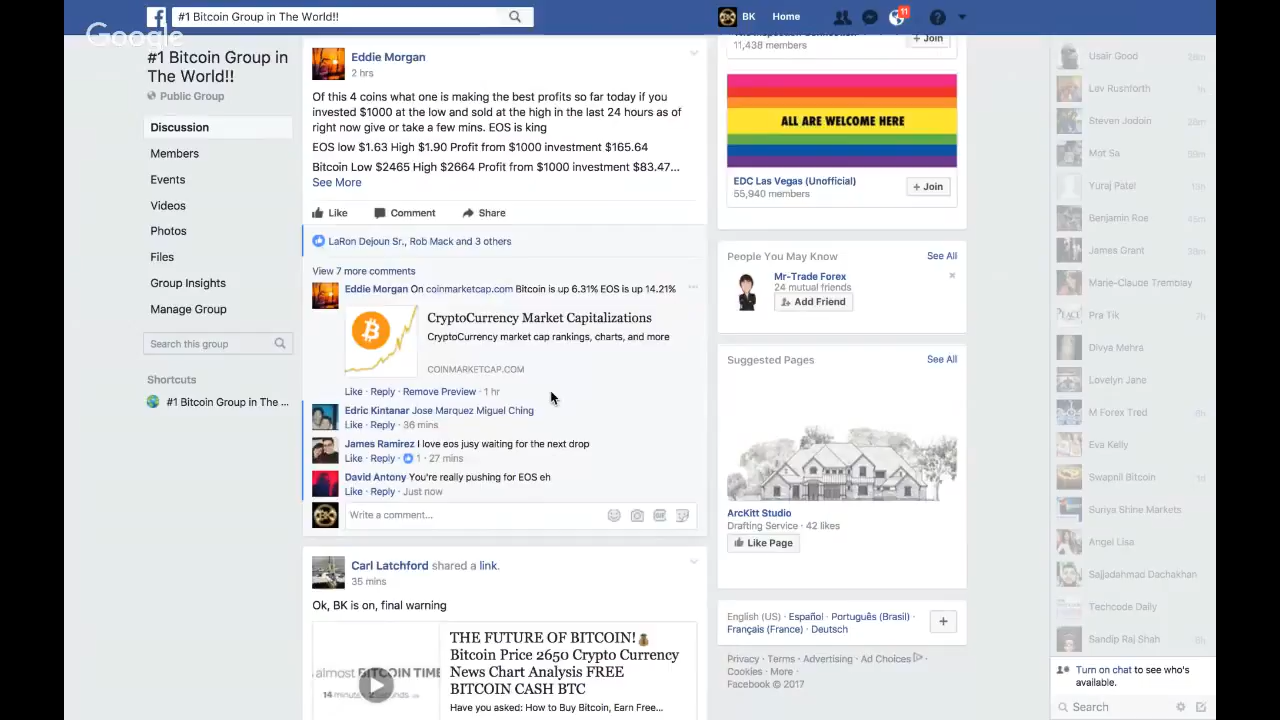 #1 Bitcoin Group in The World!!
BK
Home
11
Google
#1 Bitcoin Group in
The World!!
Public Group
Discussion
Members
Events
Videos
Photos
Files
Group Insights
Manage Group
Search this group
Shortcuts
#1 Bitcoin Group in The ...
Eddie Morgan
2 hrs
Of this 4 coins what one is making the best profits so far today if you
invested $1000 at the low and sold at the high in the last 24 hours as of
right now give or take a few mins. EOS is king
EOS low $1.63 High $1.90 Profit from $1000 investment $165.64
Bitcoin Low $2465 High $2664 Profit from $1000 investment $83.47...
See More
Like Comment Share
LaRon Dejoun Sr., Rob Mack and 3 others
View 7 more comments
Eddie Morgan On coinmarketcap.com Bitcoin is up 6.31% EOS is up 14.21%
CryptoCurrency Market Capitalizations
CryptoCurrency market cap rankings, charts, and more
COINMARKETCAP.COM
Like · Reply · Remove Preview · 1 hr
Edric Kintanar Jose Marquez Miguel Ching
Like · Reply · 36 mins
James Ramirez I love eos jusy waiting for the next drop
Like · Reply · 1 · 27 mins
David Antony You're really pushing for EOS eh
Like · Reply · Just now
Write a comment...
Carl Latchford shared a link.
35 mins
Ok, BK is on, final warning
almost BITCOIN TIME
THE FUTURE OF BITCOIN!💰
Bitcoin Price 2650 Crypto Currency
News Chart Analysis FREE
BITCOIN CASH BTC
Have you asked: How to Buy Bitcoin, Earn Free...
11,438 members
+ Join
ALL ARE WELCOME HERE
EDC Las Vegas (Unofficial)
55,940 members
+ Join
People You May Know
See All
Mr-Trade Forex
24 mutual friends
Add Friend
Suggested Pages
See All
ArcKitt Studio
Drafting Service · 42 likes
Like Page
English (US) · Español · Português (Brasil) ·
Français (France) · Deutsch
Privacy · Terms · Advertising · Ad Choices ·
Cookies · More ·
Facebook © 2017
Usair Good
Lev Rushforth
Steven Jodoin
Mot Sa
Yuraj Patel
Benjamin Roe
James Grant
Marie-Claude Tremblay
Pra Tik
Divya Mehra
Lovelyn Jane
M Forex Tred
Eva Kelly
Swapnil Bitcoin
Suriya Shine Markets
Angel Lisa
Sajjadahmad Dachakhan
Techcode Daily
Sandip Raj Shah
Turn on chat to see who's
available.
Search